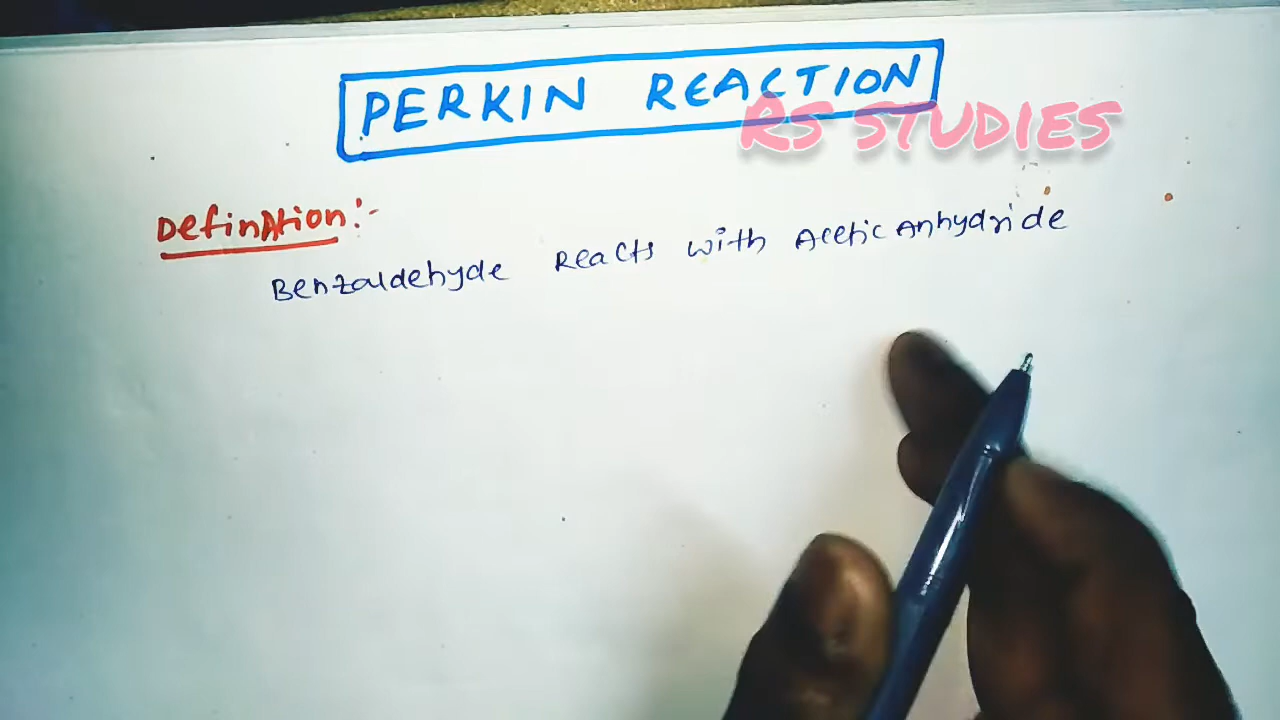 PERKIN REACTION
RS STUDIES
Defination:-
Benzaldehyde Reacts with Acetic Anhydride